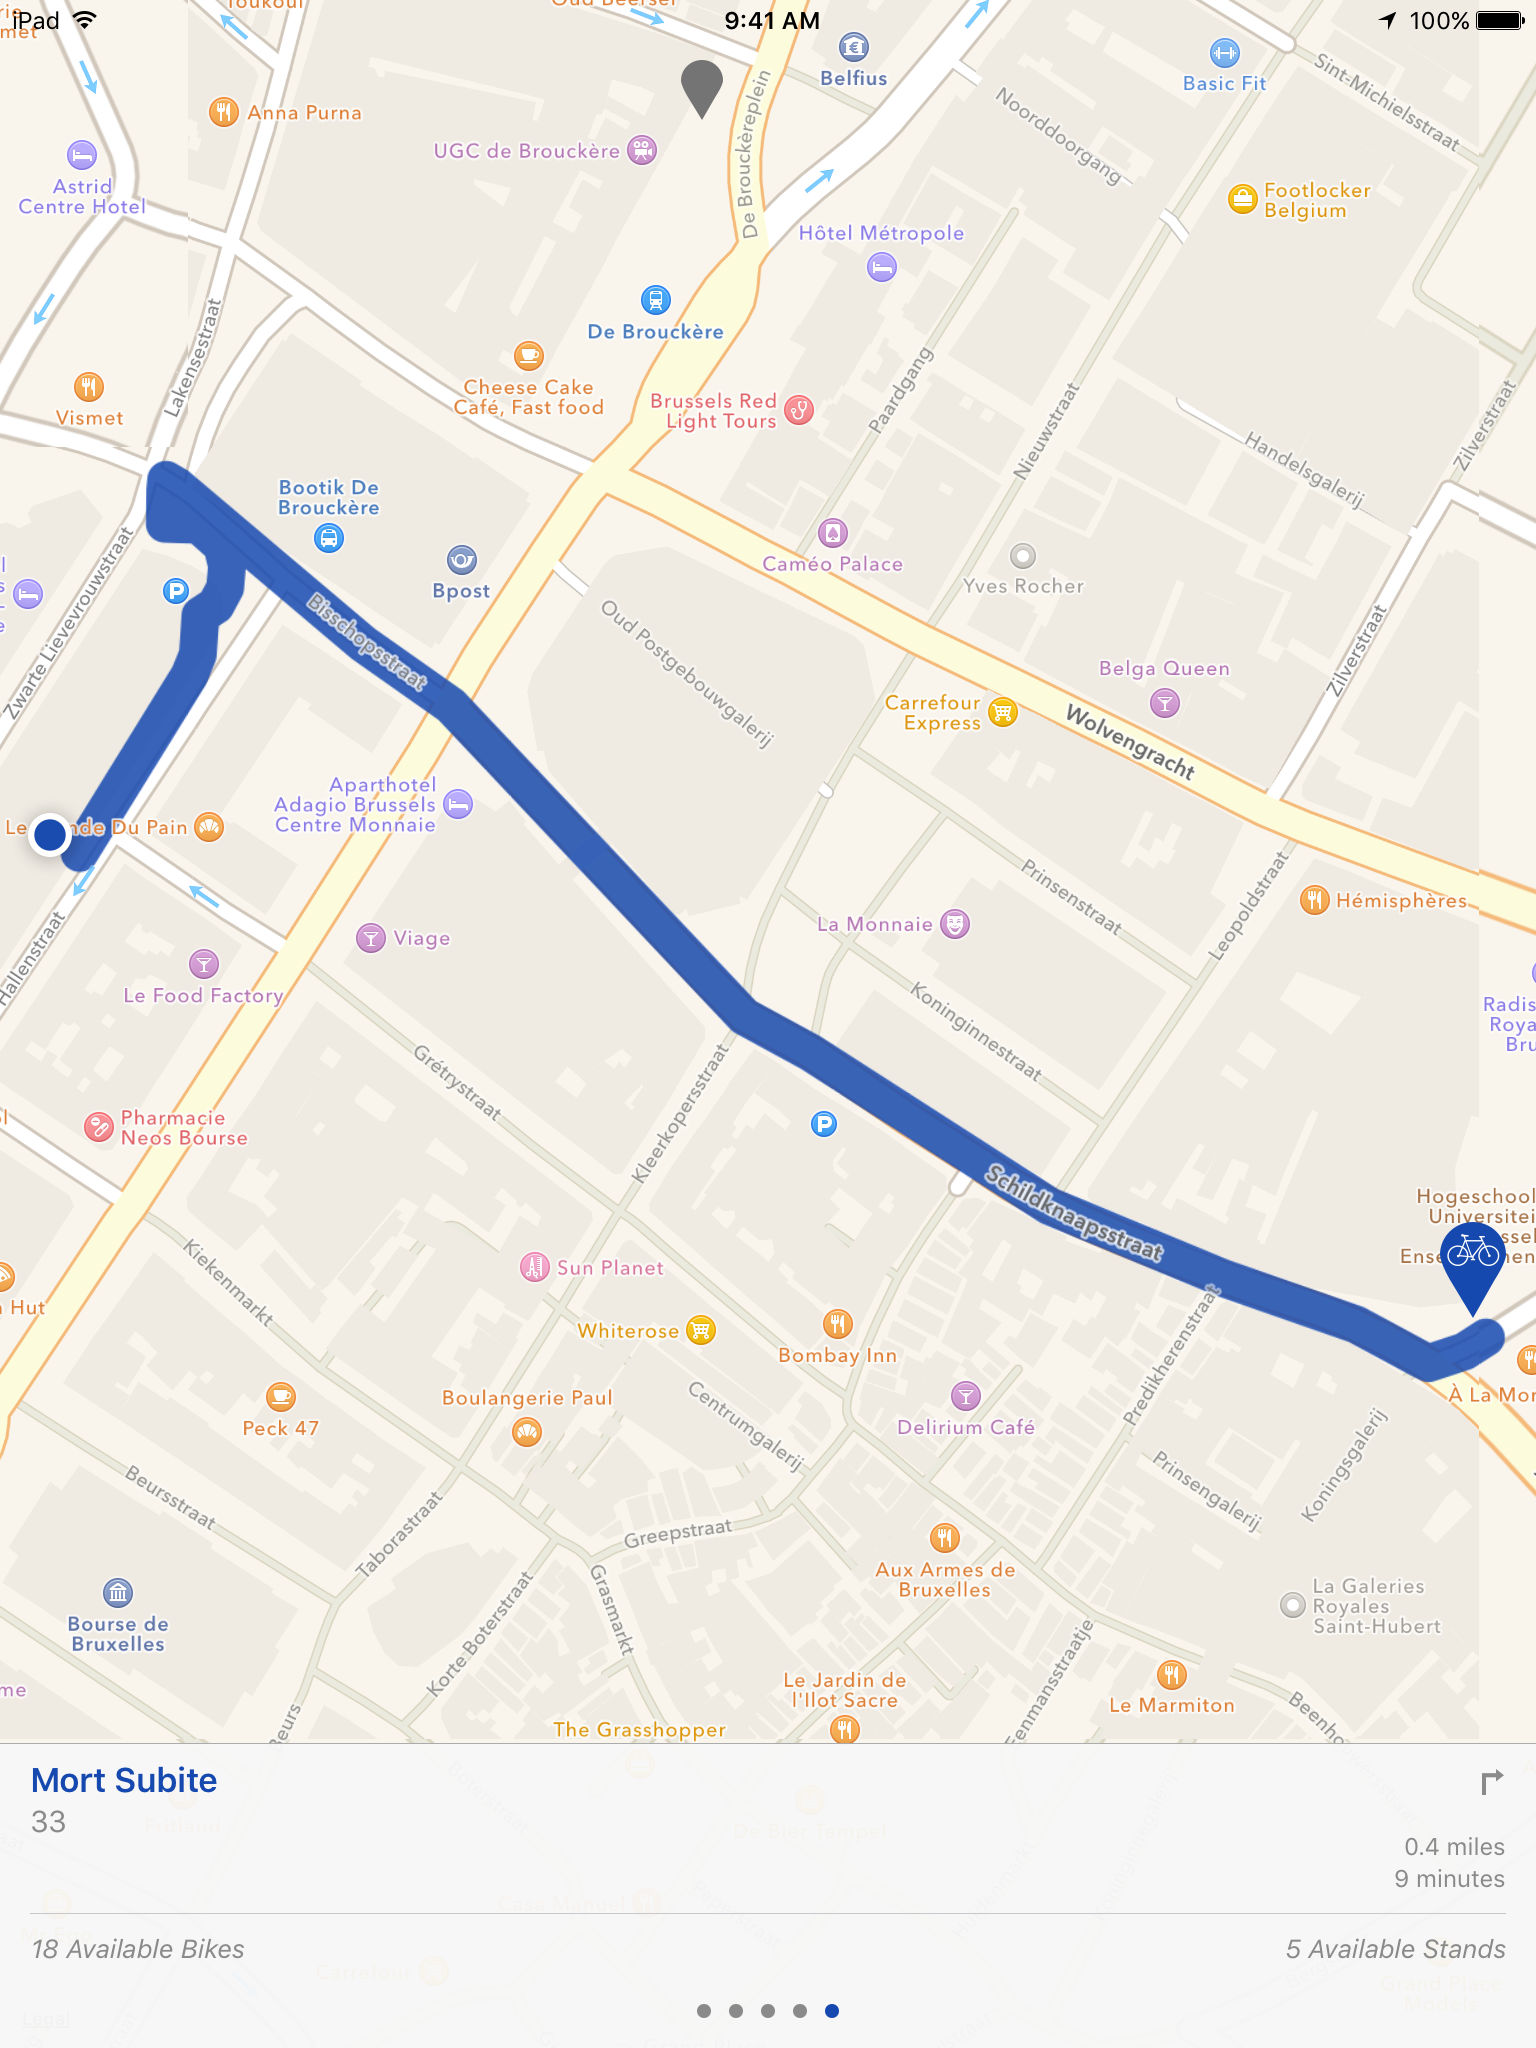 iPad
9:41 AM
100%
Toukoul
Oud Beersel
Belfius
Basic Fit
Sint-Michielsstraat
Anna Purna
De Brouckèreplein
Noorddoorgang
UGC de Brouckère
Astrid
Centre Hotel
Footlocker
Belgium
Hôtel Métropole
De Brouckère
Lakensestraat
Cheese Cake
Café, Fast food
Vismet
Brussels Red
Light Tours
Paardgang
Nieuwstraat
Handelsgalerij
Zilverstraat
Bootik De
Brouckère
Caméo Palace
Bpost
Yves Rocher
Zwarte Lievevrouwstraat
Bisschopsstraat
Oud Postgebouwgalerij
Zilverstraat
Belga Queen
Carrefour
Express
Wolvengracht
Aparthotel
Adagio Brussels
Centre Monnaie
Le
nde Du Pain
Prinsenstraat
Leopoldstraat
Hémisphères
La Monnaie
Viage
Hallenstraat
Le Food Factory
Koninginnestraat
Radis
Roya
Bru
Grétrystraat
Kleerkopersstraat
Pharmacie
Neos Bourse
P
P
Schildknaapsstraat
Hogeschool
Universitei
ssel
Ense
nen
Kiekenmarkt
Sun Planet
Hut
Whiterose
Bombay Inn
Predikherenstraat
À La Mor
Peck 47
Boulangerie Paul
Centrumgalerij
Delirium Café
Koningsgalerij
Prinsengalerij
Beursstraat
Taborastraat
Greepstraat
Aux Armes de
Bruxelles
La Galeries
Royales
Saint-Hubert
Bourse de
Bruxelles
Grasmarkt
Korte Boterstraat
Eenmansstraatje
Le Jardin de
l'Ilot Sacre
Le Marmiton
me
Beurs
The Grasshopper
Beenho
Mort Subite
33
0.4 miles
9 minutes
18 Available Bikes
5 Available Stands
Legal